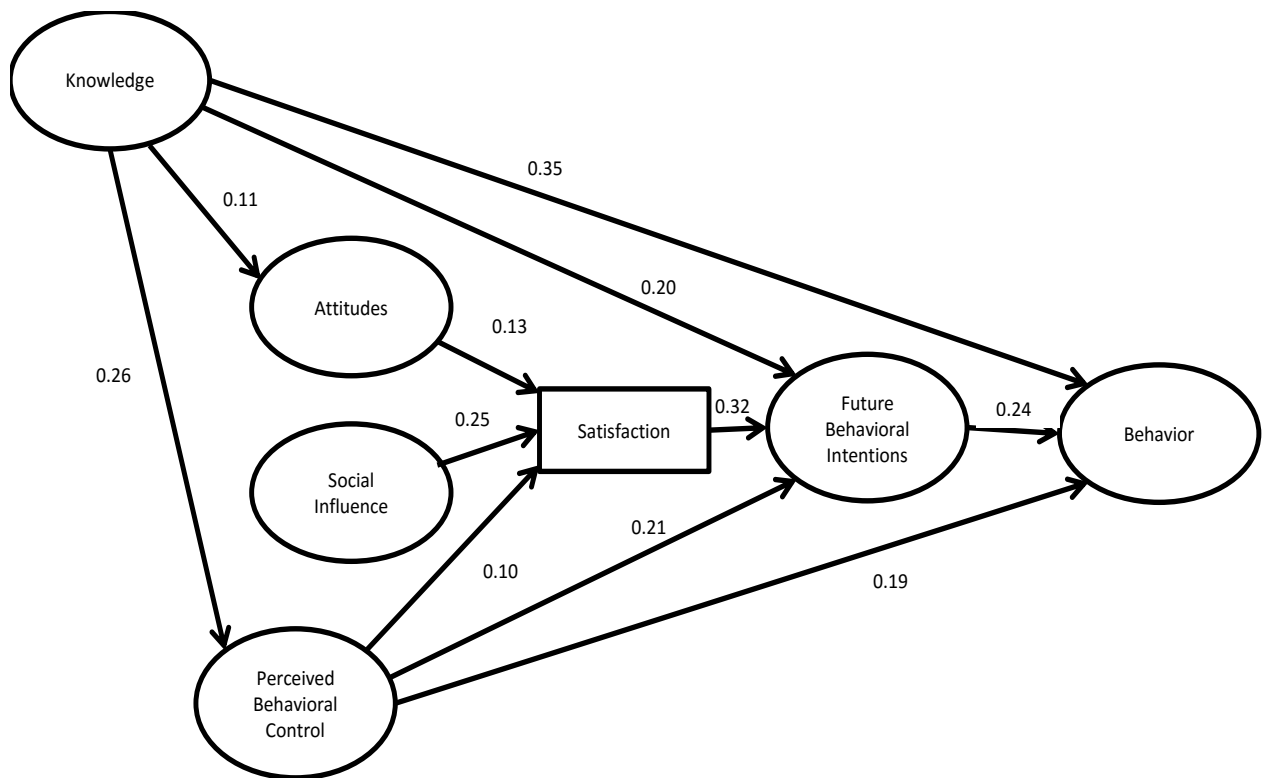 Knowledge
0.35
0.11
0.20
Attitudes
0.13
0.26
Future
Behavioral
Intentions
0.32
0.24
Satisfaction
Behavior
0.25
Social
Influence
0.21
0.10
0.19
Perceived
Behavioral
Control